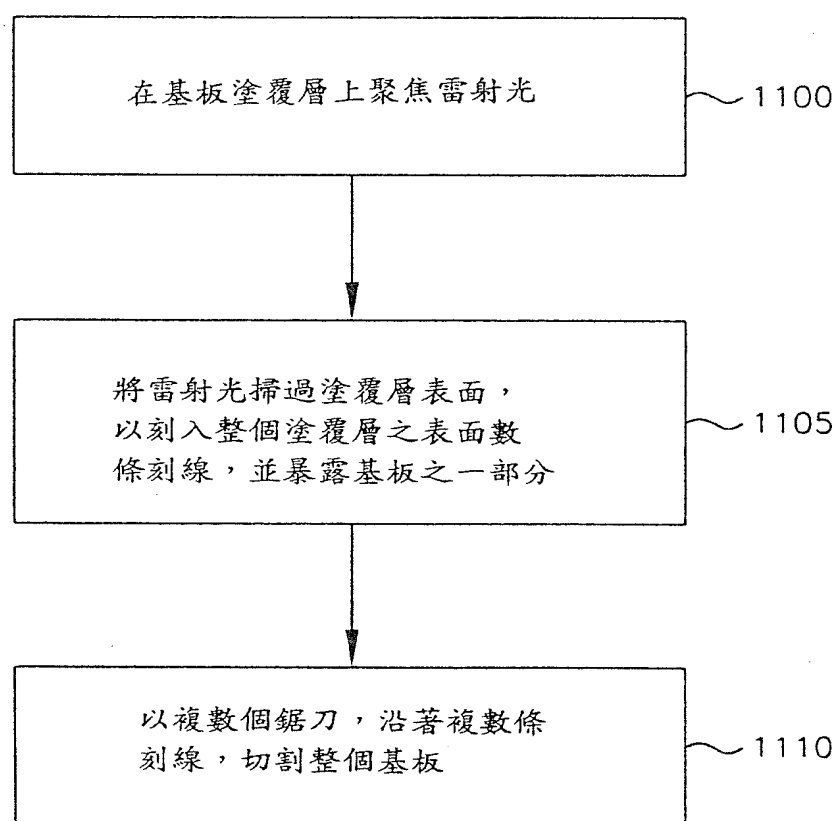 在基板塗覆層上聚焦雷射光
1100
將雷射光掃過塗覆層表面，
以刻入整個塗覆層之表面數
條刻線，並暴露基板之一部分
1105
以複數個鋸刀，沿著複數條
刻線，切割整個基板
1110